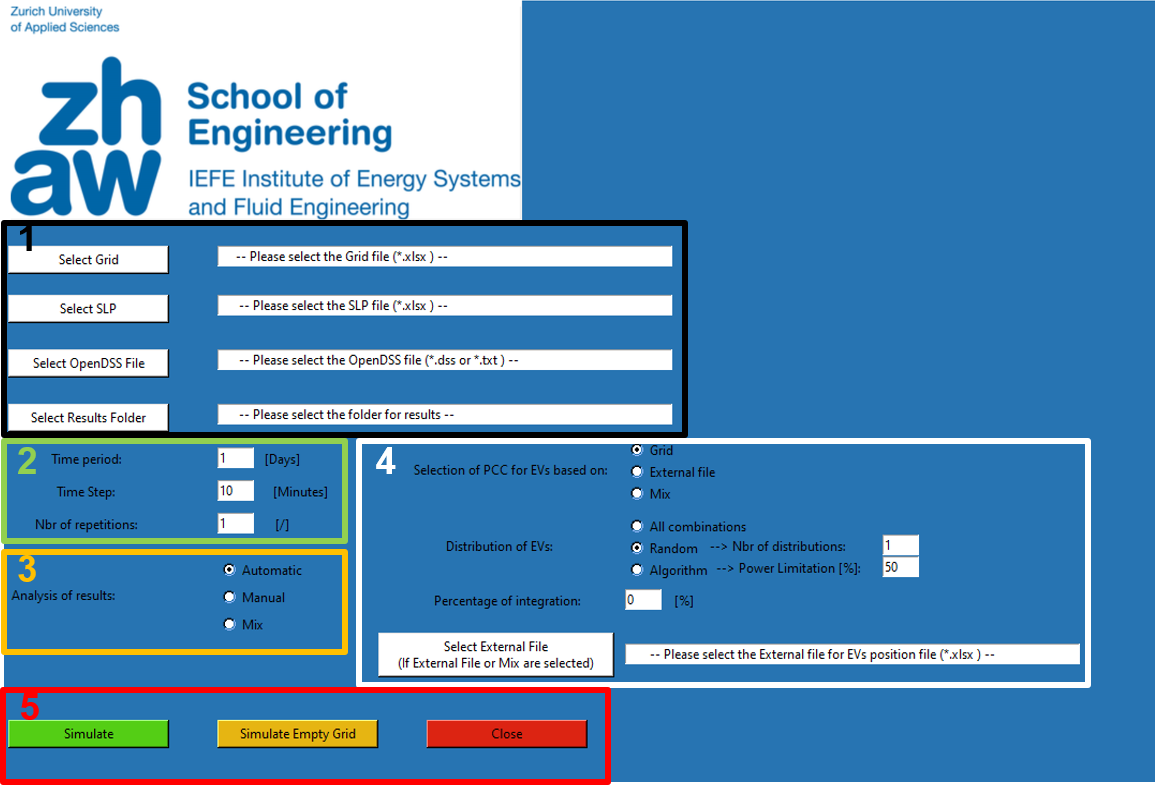 Zurich University
of Applied Sciences
zh
aw
School of
Engineering
IEFE Institute of Energy Systems
and Fluid Engineering
1
Select Grid
-- Please select the Grid file (*.xlsx ) --
Select SLP
-- Please select the SLP file (*.xlsx ) --
Select OpenDSS File
-- Please select the OpenDSS file (*.dss or *.txt ) --
Select Results Folder
-- Please select the folder for results --
2
Time period:
1
[Days]
Time Step:
10
[Minutes]
Nbr of repetitions:
1
[/]
3
Analysis of results:
Automatic
Manual
Mix
4
Selection of PCC for EVs based on:
Grid
External file
Mix
Distribution of EVs:
All combinations
Random --> Nbr of distributions: 1
Algorithm --> Power Limitation [%]: 50
Percentage of integration:
0
[%]
Select External File
(If External File or Mix are selected)
-- Please select the External file for EVs position file (*.xlsx ) --
5
Simulate
Simulate Empty Grid
Close